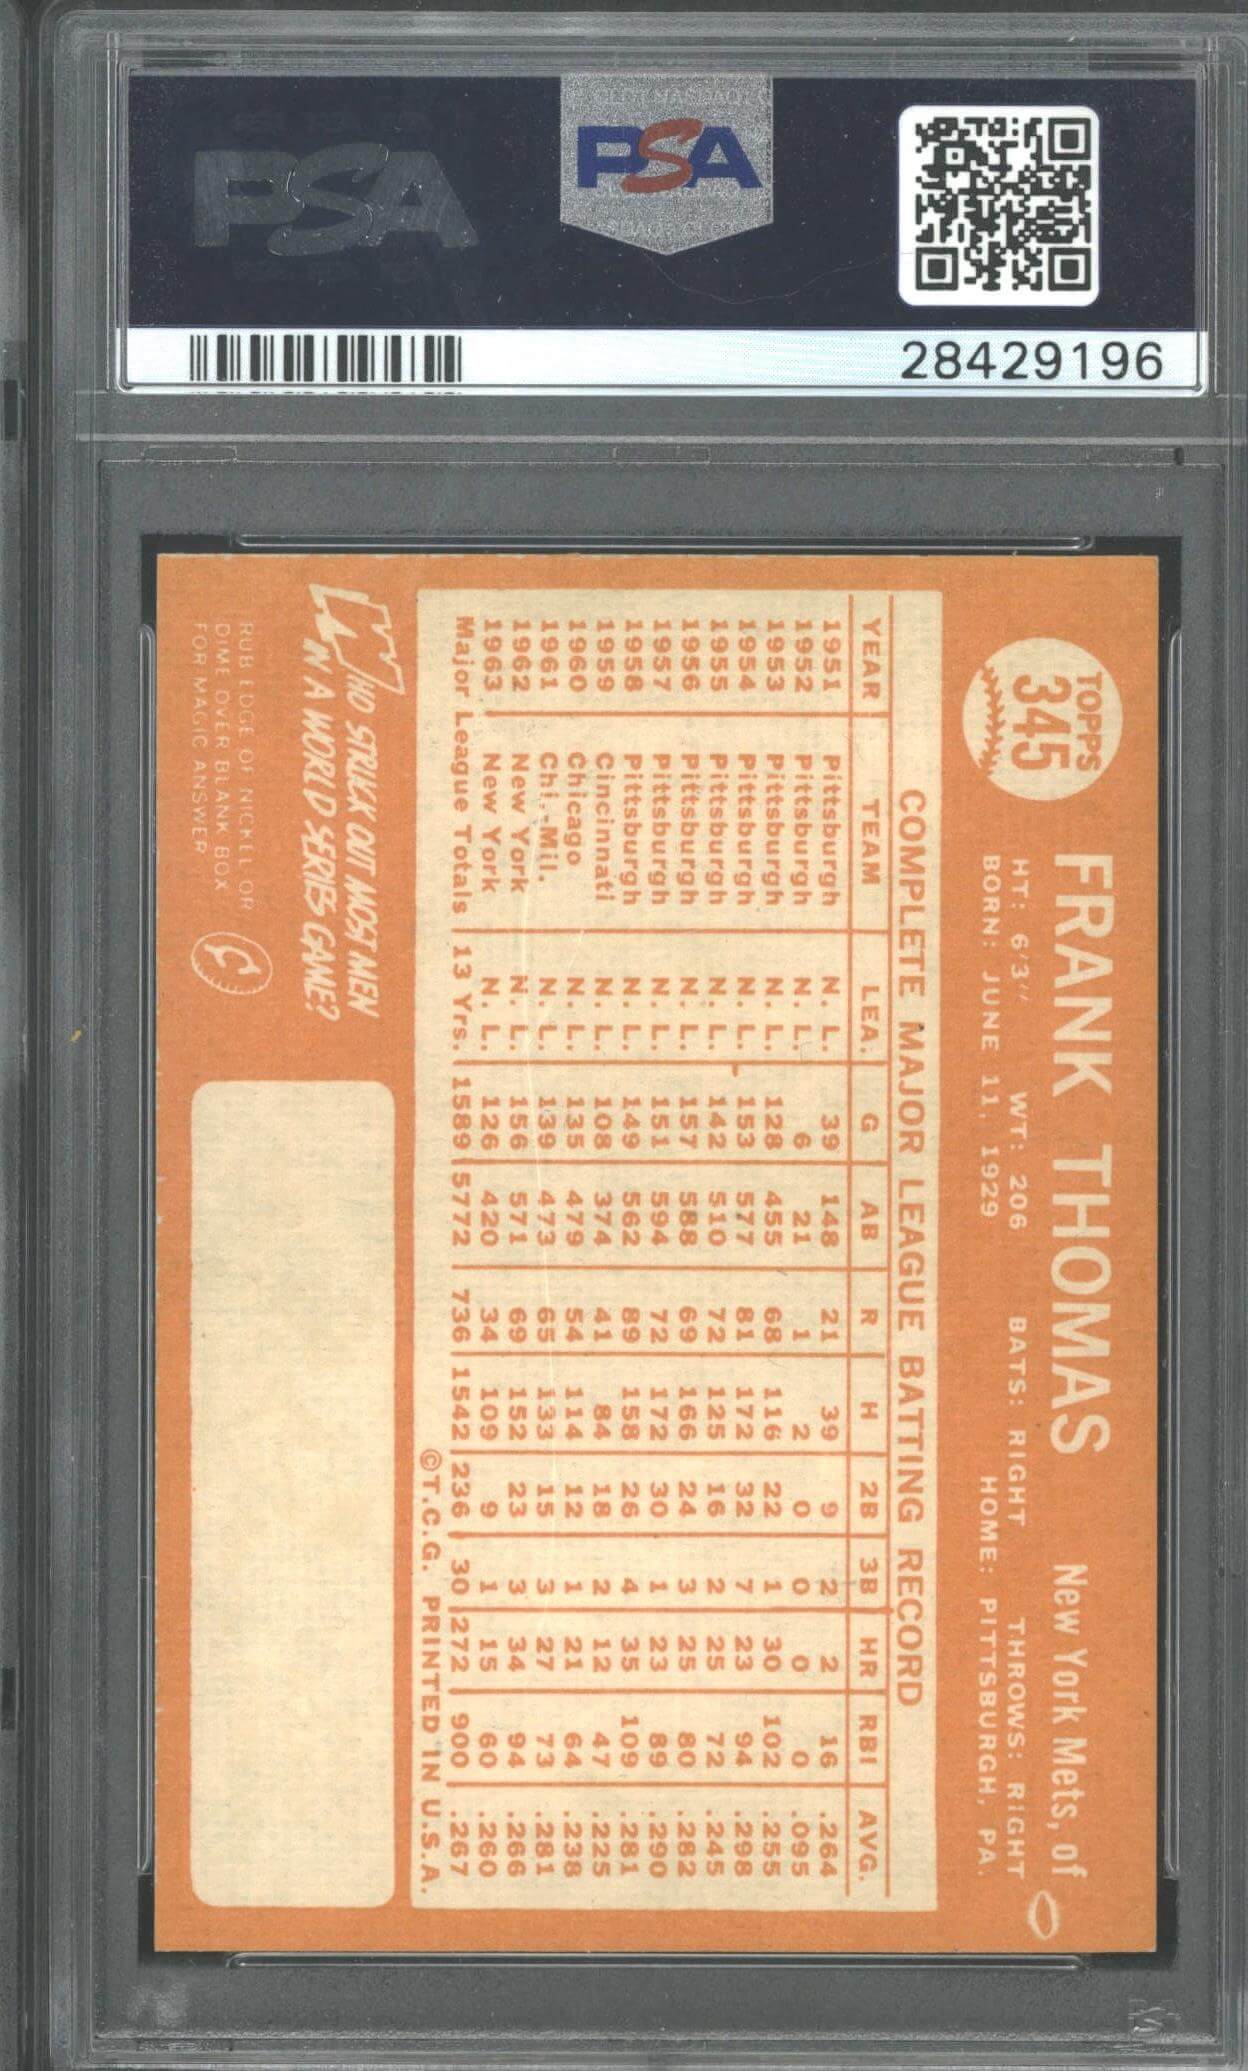 PSA
PSA
28429196
TOPPS
345
FRANK THOMAS New York Mets, of
HT: 6'3" WT: 206 BATS: RIGHT THROWS: RIGHT
BORN: JUNE 11, 1929 HOME: PITTSBURGH, PA.
COMPLETE MAJOR LEAGUE BATTING RECORD
YEAR TEAM LEA. G AB R H 2B 3B HR RBI AVG.
1951 Pittsburgh N. L. 39 148 21 39 9 2 2 16 .264
1952 Pittsburgh N. L. 6 21 1 2 0 0 0 0 .095
1953 Pittsburgh N. L. 128 455 68 116 22 1 30 102 .255
1954 Pittsburgh N. L. 153 577 81 172 32 7 23 94 .298
1955 Pittsburgh N. L. 142 510 72 125 16 2 25 72 .245
1956 Pittsburgh N. L. 157 588 69 166 24 3 25 80 .282
1957 Pittsburgh N. L. 151 594 72 172 30 1 23 89 .290
1958 Pittsburgh N. L. 149 562 89 158 26 4 35 109 .281
1959 Cincinnati N. L. 108 374 41 84 18 2 12 47 .225
1960 Chicago N. L. 135 479 54 114 12 1 21 64 .238
1961 Chi.-Mil. N. L. 139 473 65 133 15 3 27 73 .281
1962 New York N. L. 156 571 69 152 23 3 34 94 .266
1963 New York N. L. 126 420 34 109 9 1 15 60 .260
Major League Totals 13 Yrs. 1589 5772 736 1542 236 30 272 900 .267
©T.C.G. PRINTED IN U.S.A.
WHO STRUCK OUT MOST MEN
IN A WORLD SERIES GAME?
RUB EDGE OF NICKEL OR
DIME OVER BLANK BOX
FOR MAGIC ANSWER